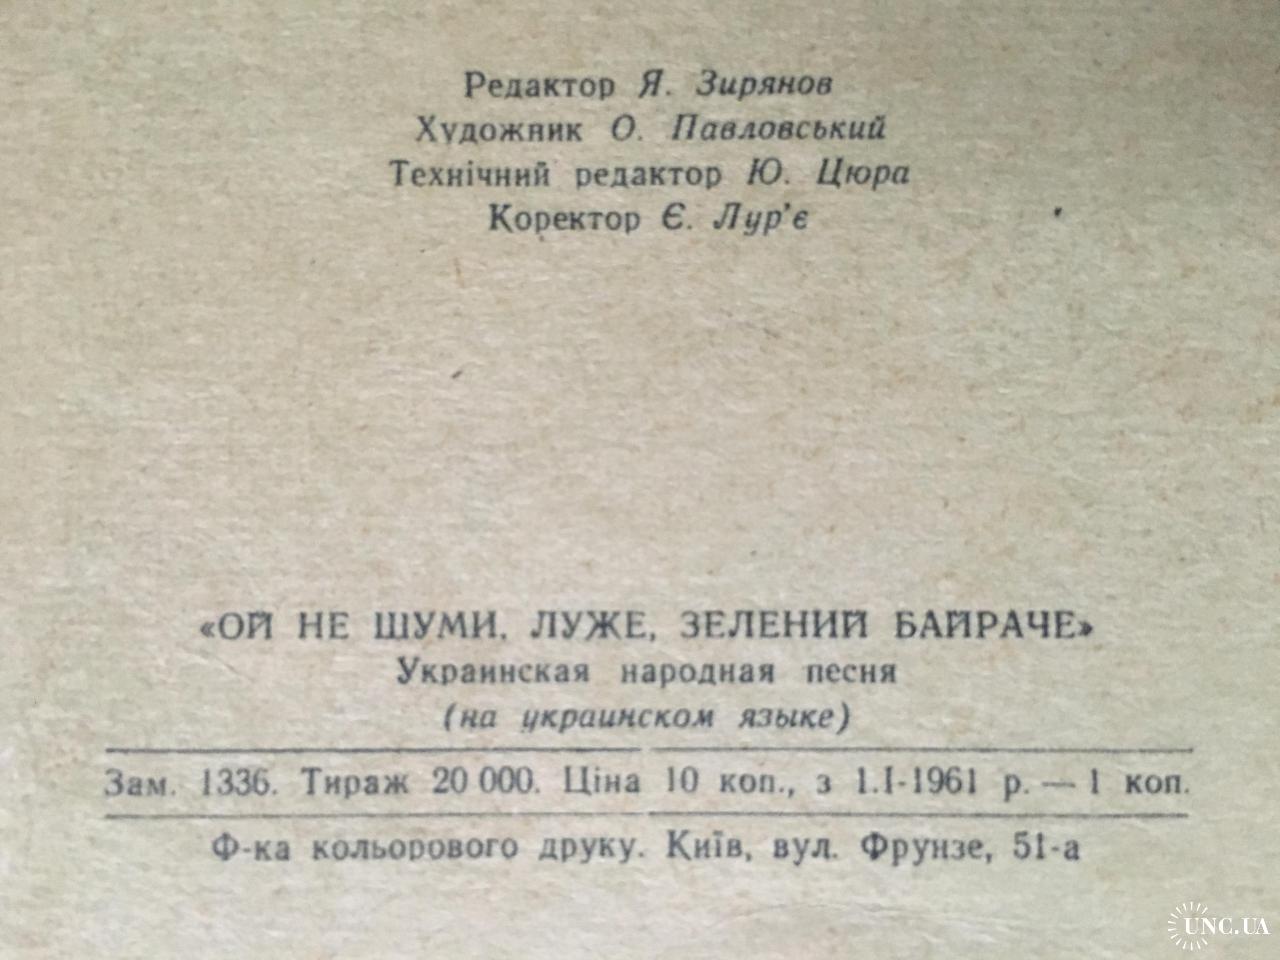 Редактор Я. Зирянов
Художник О. Павловський
Технічний редактор Ю. Цюра
Коректор Є. Лур'є
«ОЙ НЕ ШУМИ, ЛУЖЕ, ЗЕЛЕНИЙ БАЙРАЧЕ»
Украинская народная песня
(на украинском языке)
Зам. 1336. Тираж 20 000. Ціна 10 коп., з 1.I-1961 р. — 1 коп.
Ф-ка кольорового друку. Київ, вул. Фрунзе, 51-а
UNC.UA